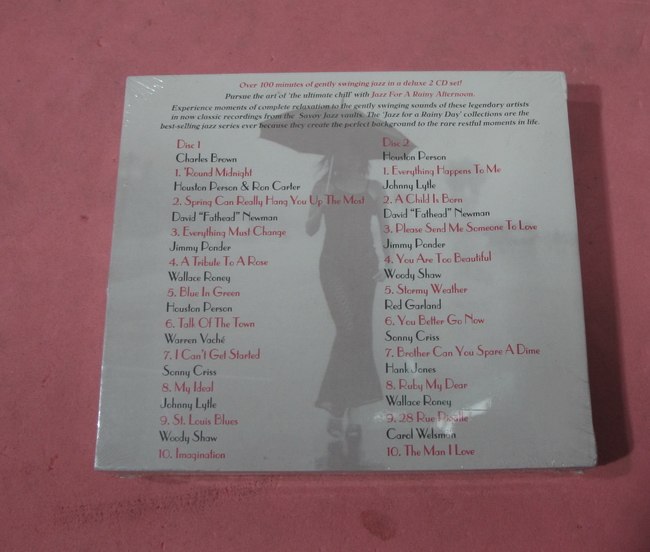 Over 100 minutes of gently swinging jazz in a deluxe 2 CD set!
Pursue the art of 'the ultimate chill' with Jazz For A Rainy Afternoon.
Experience moments of complete relaxation to the gently swinging sounds of these legendary artists
in now classic recordings from the Savoy Jazz vaults. The 'Jazz for a Rainy Day' collections are the
best-selling jazz series ever because they create the perfect background to the rare restful moments in life.
Disc 1
Charles Brown
1. 'Round Midnight
Houston Person & Ron Carter
2. Spring Can Really Hang You Up The Most
David "Fathead" Newman
3. Everything Must Change
Jimmy Ponder
4. A Tribute To A Rose
Wallace Roney
5. Blue In Green
Houston Person
6. Talk Of The Town
Warren Vaché
7. I Can't Get Started
Sonny Criss
8. My Ideal
Johnny Lytle
9. St. Louis Blues
Woody Shaw
10. Imagination
Disc 2
Houston Person
1. Everything Happens To Me
Johnny Lytle
2. A Child Is Born
David "Fathead" Newman
3. Please Send Me Someone To Love
Jimmy Ponder
4. You Are Too Beautiful
Woody Shaw
5. Stormy Weather
Red Garland
6. You Better Go Now
Sonny Criss
7. Brother Can You Spare A Dime
Hank Jones
8. Ruby My Dear
Wallace Roney
9. 28 Rue
Carol Welsman
10. The Man I Love